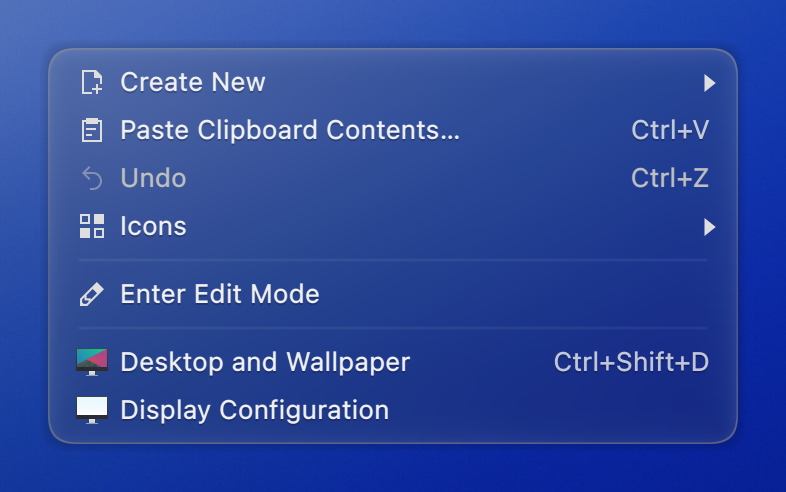 Create New
Paste Clipboard Contents... Ctrl+V
Undo Ctrl+Z
Icons
Enter Edit Mode
Desktop and Wallpaper Ctrl+Shift+D
Display Configuration